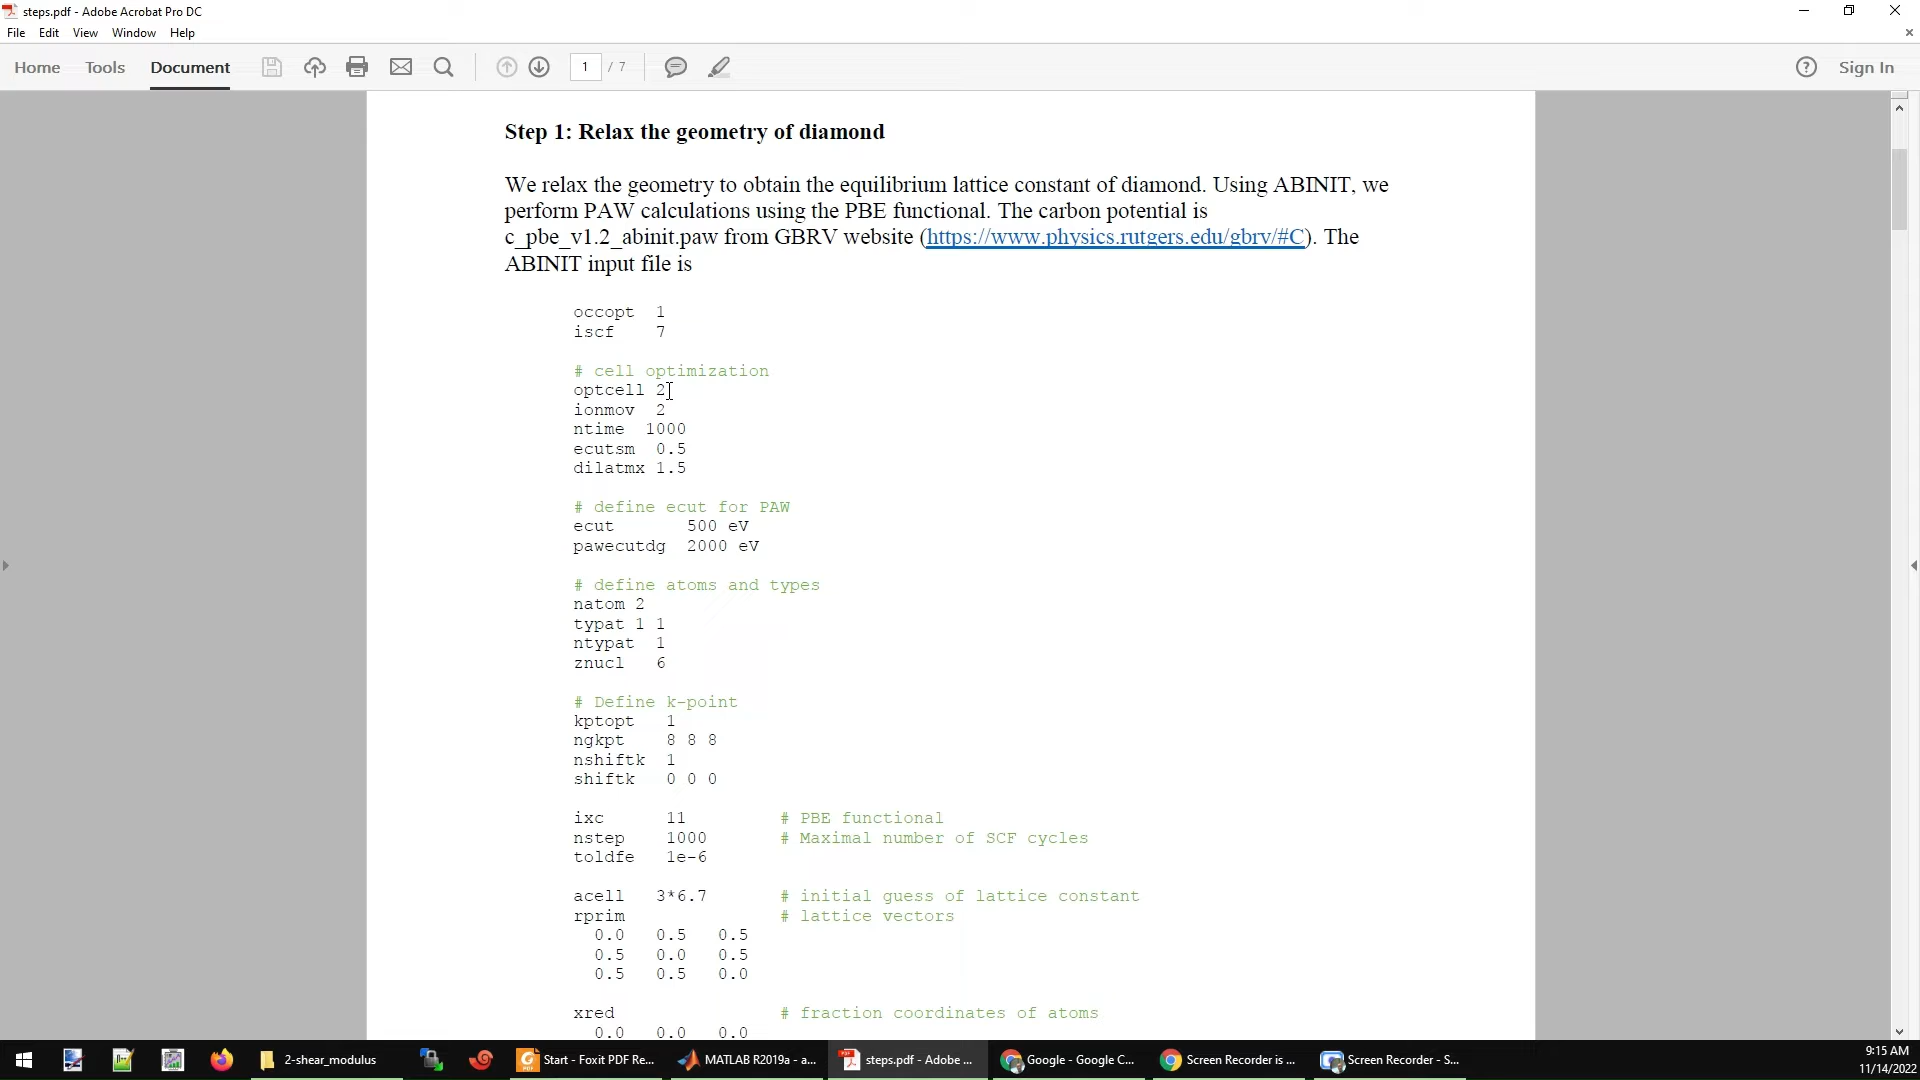 steps.pdf - Adobe Acrobat Pro DC
File Edit View Window Help
Home Tools Document 1 / 7 Sign In
Step 1: Relax the geometry of diamond
We relax the geometry to obtain the equilibrium lattice constant of diamond. Using ABINIT, we
perform PAW calculations using the PBE functional. The carbon potential is
c_pbe_v1.2_abinit.paw from GBRV website (https://www.physics.rutgers.edu/gbrv/#C). The
ABINIT input file is
occopt 1
iscf 7
# cell optimization
optcell 2
ionmov 2
ntime 1000
ecutsm 0.5
dilatmx 1.5
# define ecut for PAW
ecut 500 eV
pawecutdg 2000 eV
# define atoms and types
natom 2
typat 1 1
ntypat 1
znucl 6
# Define k-point
kptopt 1
ngkpt 8 8 8
nshiftk 1
shiftk 0 0 0
ixc 11 # PBE functional
nstep 1000 # Maximal number of SCF cycles
toldfe 1e-6
acell 3*6.7 # initial guess of lattice constant
rprim # lattice vectors
0.0 0.5 0.5
0.5 0.0 0.5
0.5 0.5 0.0
xred # fraction coordinates of atoms
0.0 0.0 0.0
2-shear_modulus Start - Foxit PDF Re... MATLAB R2019a - a... steps.pdf - Adobe ... Google - Google C... Screen Recorder is ... Screen Recorder - S...
9:15 AM
11/14/2022